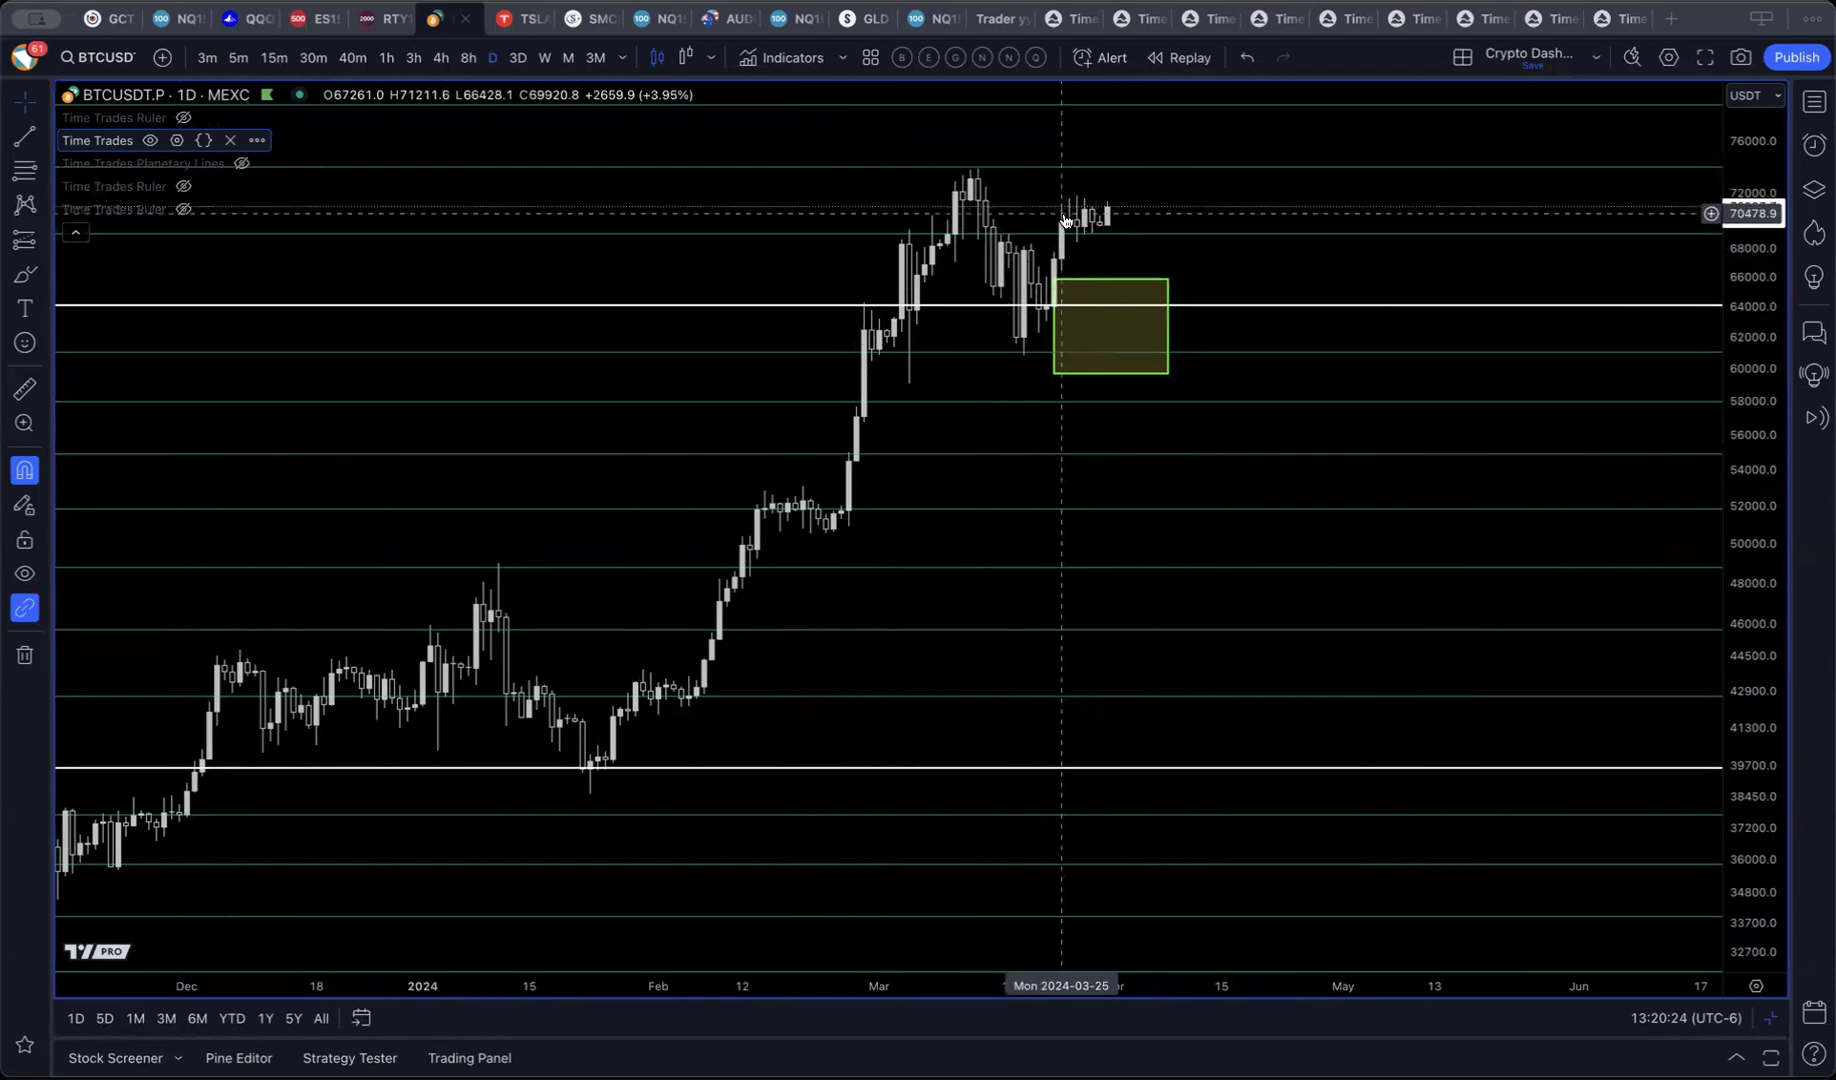 GCT 100 NQ1! QQQ 500 ES1! 2000 RTY TSLA SMC 100 NQ1! AUD 100 NQ1! GLD 100 NQ1! Trader Time Time Time Time Time Time Time Time Time
61 BTCUSD 3m 5m 15m 30m 40m 1h 3h 4h 8h D 3D W M 3M Indicators B E G N N Q Alert Replay Crypto Dash... Save Publish
BTCUSDT.P · 1D · MEXC O67261.0 H71211.6 L66428.1 C69920.8 +2659.9 (+3.95%) USDT
Time Trades Ruler
Time Trades
Time Trades Planetary Lines
Time Trades Ruler
Time Trades Ruler
76000.0
72000.0
70478.9
68000.0
66000.0
64000.0
62000.0
60000.0
58000.0
56000.0
54000.0
52000.0
50000.0
48000.0
46000.0
44500.0
42900.0
41300.0
39700.0
38450.0
37200.0
36000.0
34800.0
33700.0
32700.0
PRO
Dec 18 2024 15 Feb 12 Mar Mon 2024-03-25 15 May 13 Jun 17
1D 5D 1M 3M 6M YTD 1Y 5Y All 13:20:24 (UTC-6)
Stock Screener Pine Editor Strategy Tester Trading Panel